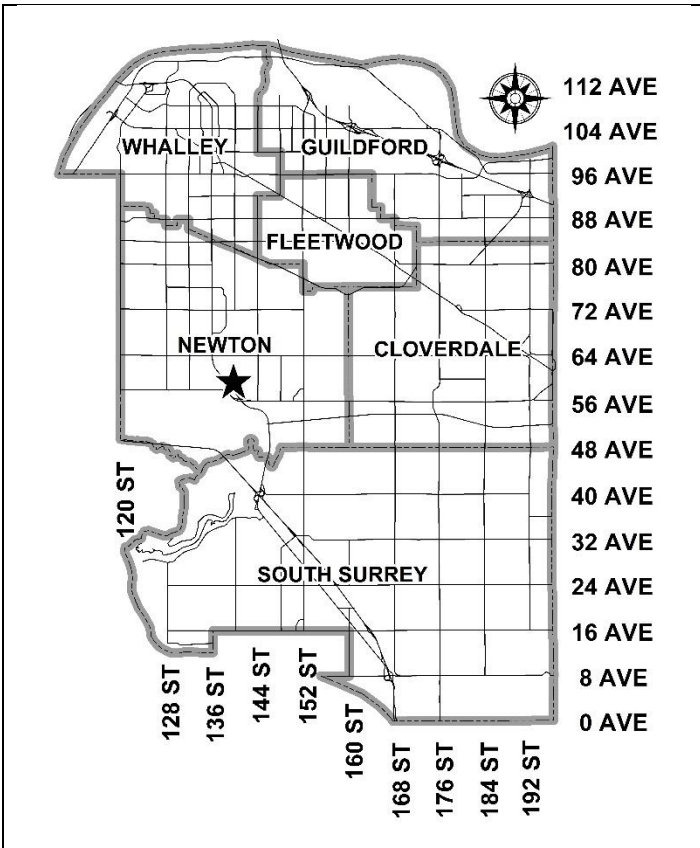 112 AVE
104 AVE
WHALLEY
GUILDFORD
96 AVE
88 AVE
FLEETWOOD
80 AVE
72 AVE
NEWTON
CLOVERDALE
64 AVE
56 AVE
48 AVE
120 ST
40 AVE
32 AVE
SOUTH SURREY
24 AVE
16 AVE
128 ST
136 ST
144 ST
152 ST
160 ST
8 AVE
0 AVE
168 ST
176 ST
184 ST
192 ST